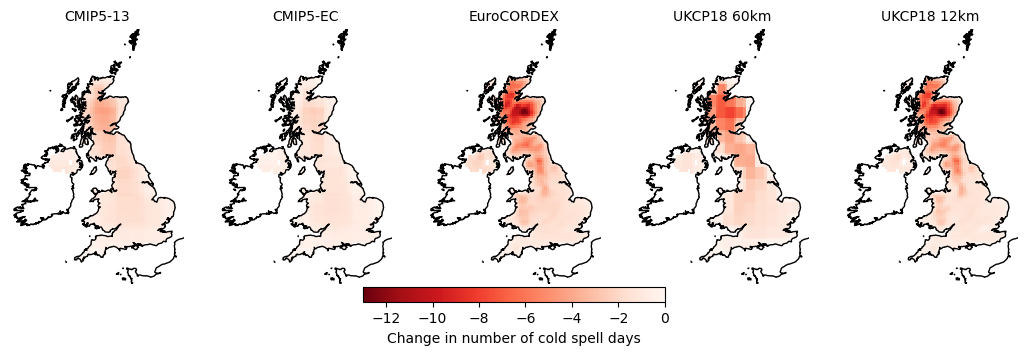 CMIP5-13 CMIP5-EC EuroCORDEX UKCP18 60km UKCP18 12km
−12 −10 −8 −6 −4 −2 0
Change in number of cold spell days